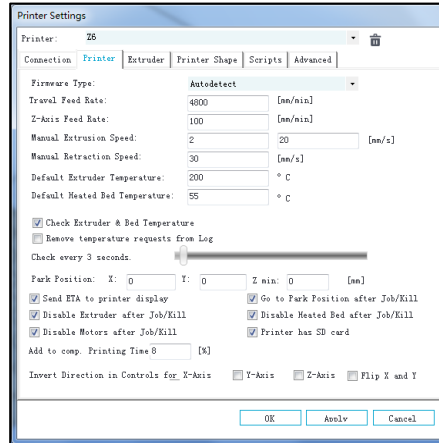 Printer Settings
Printer: Z6
Connection Printer Extruder Printer Shape Scripts Advanced
Firmware Type: Autodetect
Travel Feed Rate: 4800 [mm/min]
Z-Axis Feed Rate: 100 [mm/min]
Manual Extrusion Speed: 2 20 [mm/s]
Manual Retraction Speed: 30 [mm/s]
Default Extruder Temperature: 200 ° C
Default Heated Bed Temperature: 55 ° C
Check Extruder & Bed Temperature
Remove temperature requests from Log
Check every 3 seconds.
Park Position: X: 0 Y: 0 Z min: 0 [mm]
Send ETA to printer display Go to Park Position after Job/Kill
Disable Extruder after Job/Kill Disable Heated Bed after Job/Kill
Disable Motors after Job/Kill Printer has SD card
Add to comp. Printing Time 8 [%]
Invert Direction in Controls for X-Axis Y-Axis Z-Axis Flip X and Y
OK Apply Cancel